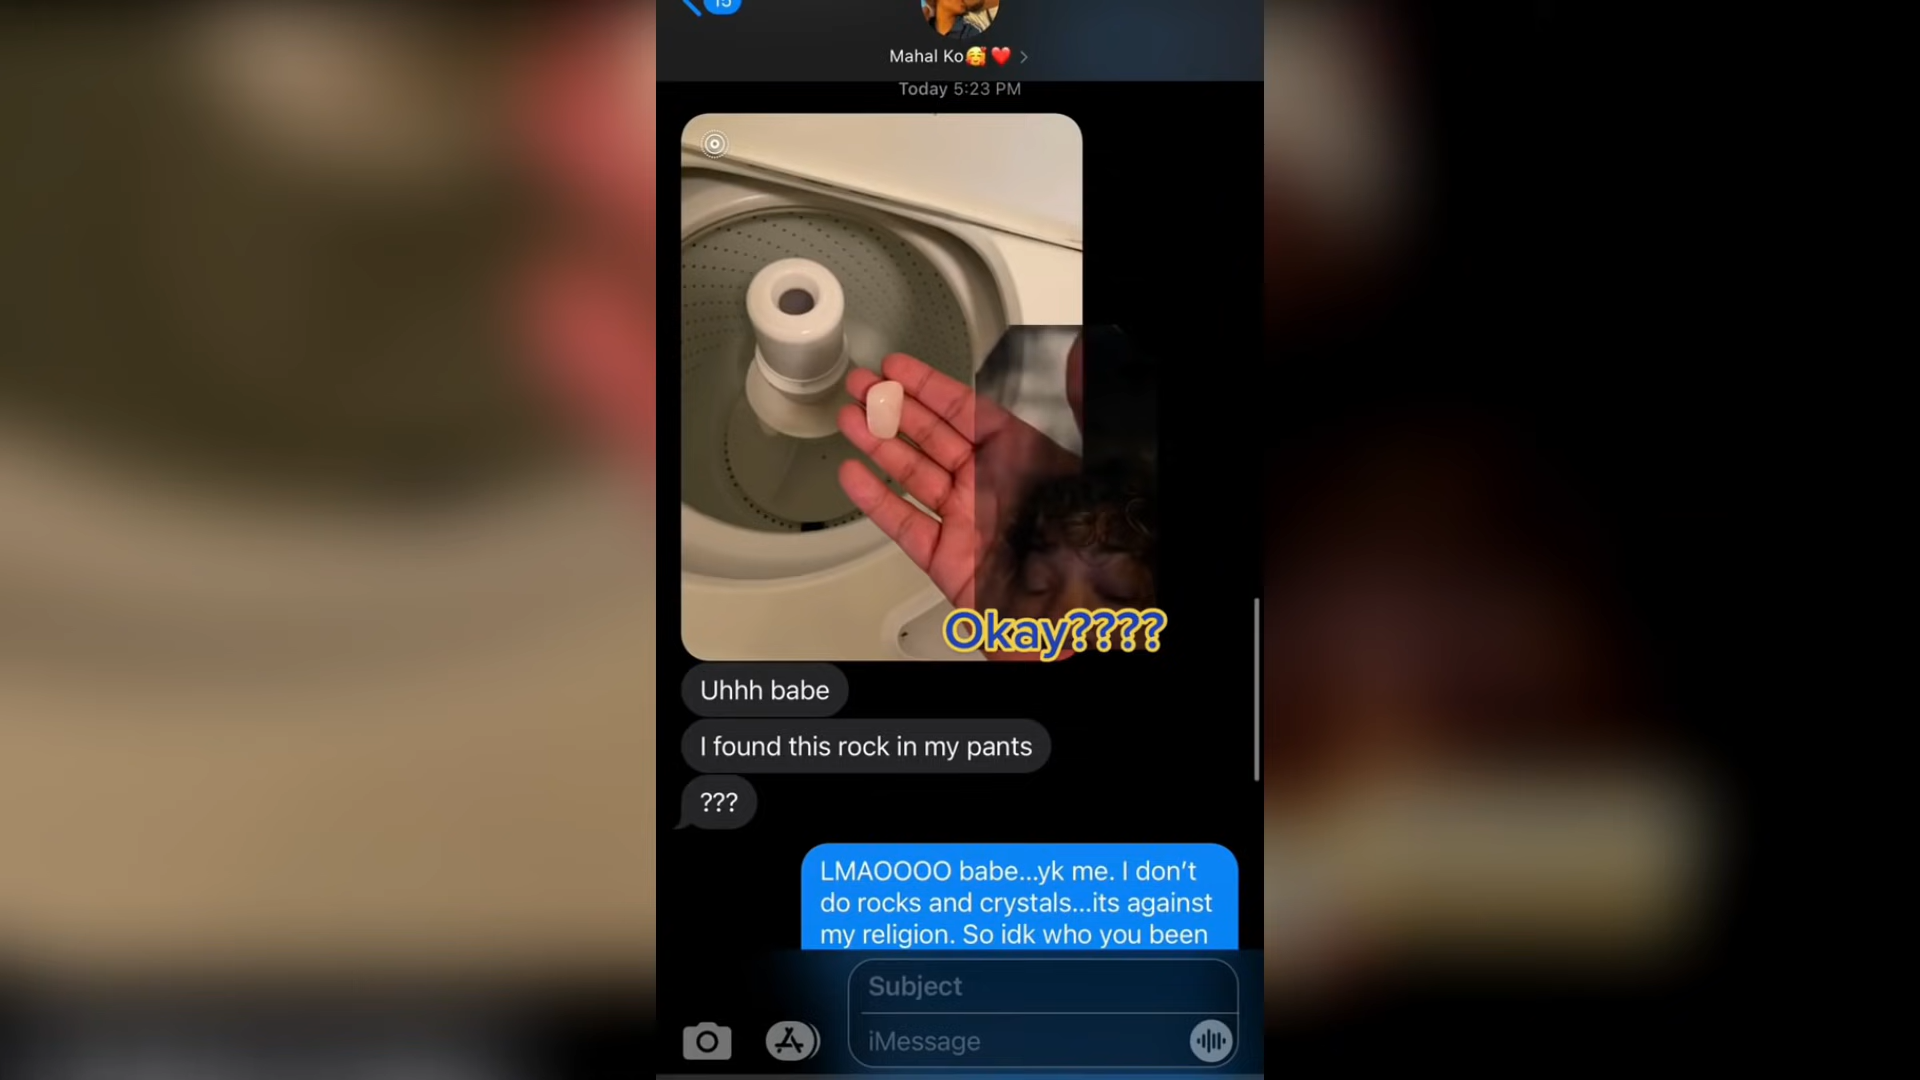 15
Mahal Ko🥰❤️ >
Today 5:23 PM
Okay????
Uhhh babe
I found this rock in my pants
???
LMAOOOO babe...yk me. I don’t
do rocks and crystals...its against
my religion. So idk who you been
Subject
iMessage